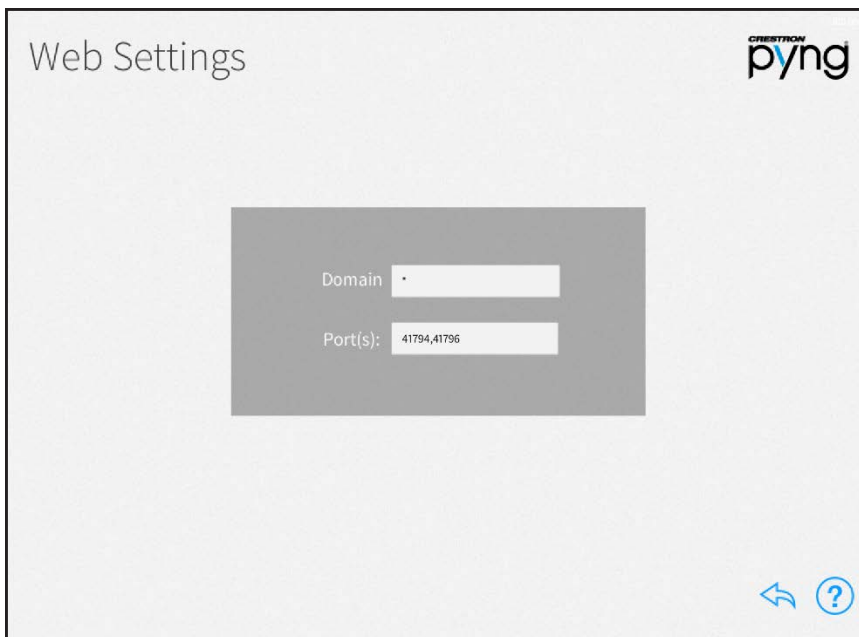 Web Settings
CRESTRON
pyng
Domain
*
Port(s):
41794,41796
?